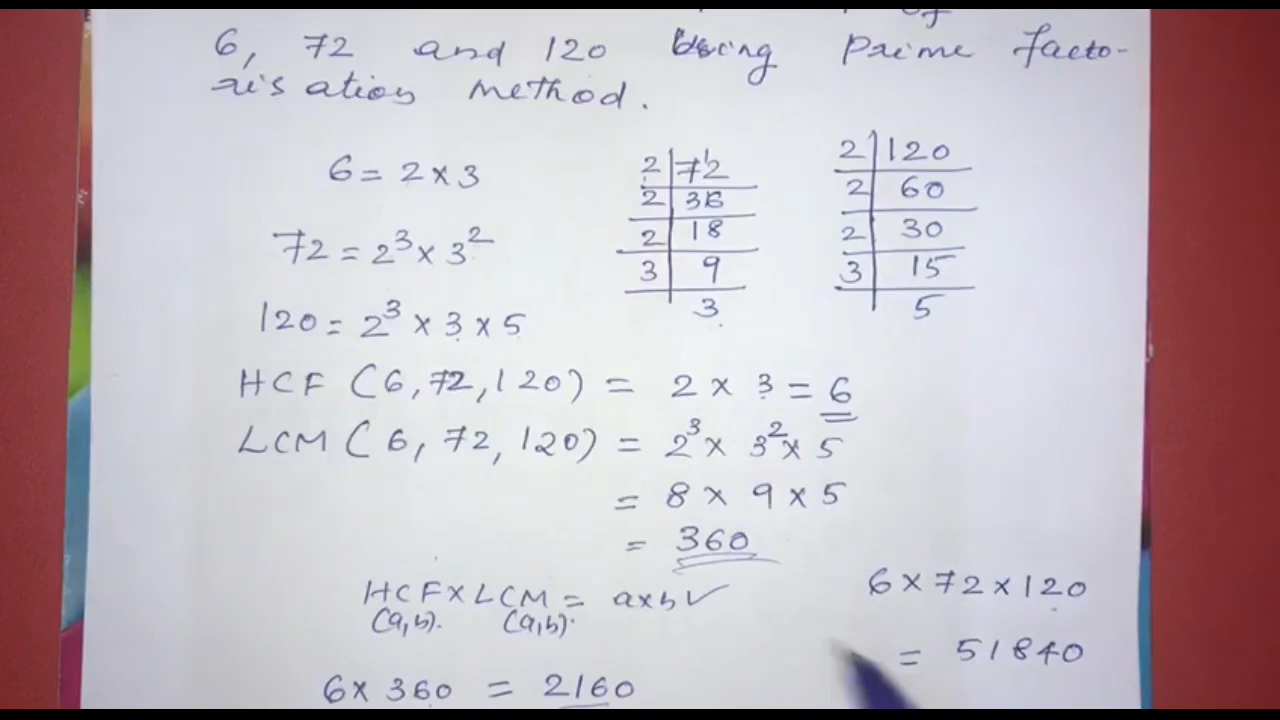 6, 72 and 120 using prime facto-
risation method.
6 = 2 × 3
72 = 2³ × 3²
120 = 2³ × 3 × 5
2 | 72
2 | 36
2 | 18
3 | 9
3
2 | 120
2 | 60
2 | 30
3 | 15
5
HCF (6, 72, 120) = 2 × 3 = 6
LCM (6, 72, 120) = 2³ × 3² × 5
= 8 × 9 × 5
= 360
HCF × LCM = a×b ✓
(a,b). (a,b).
6 × 360 = 2160
6 × 72 × 120
= 51840